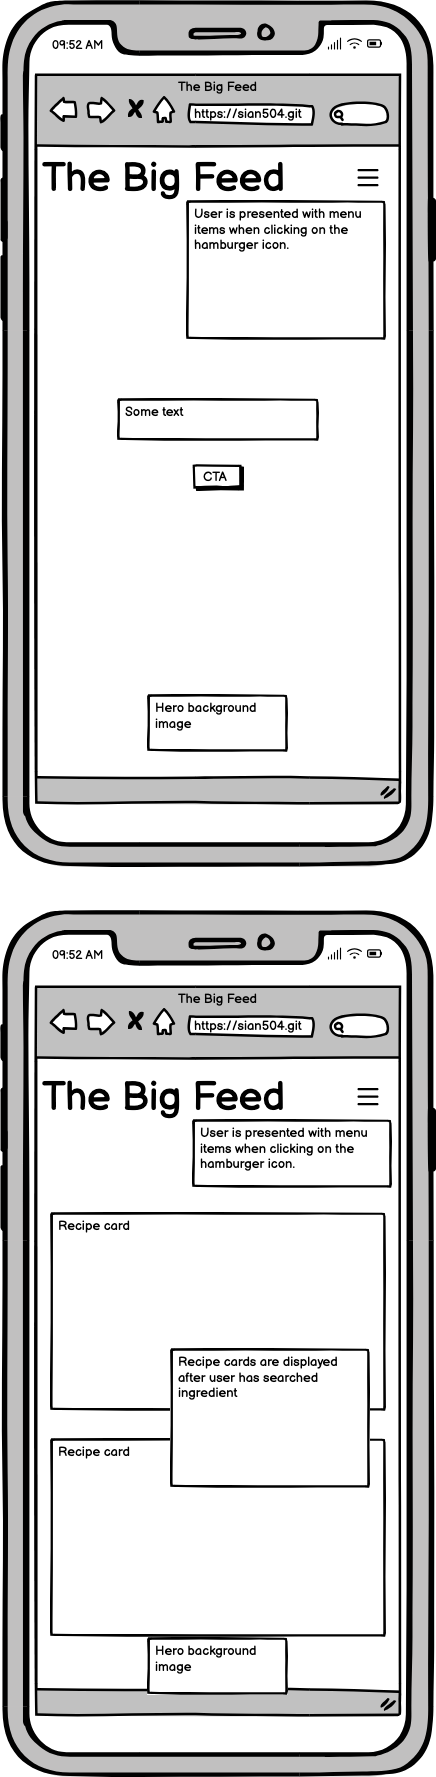 09:52 AM
The Big Feed
https://sian504.git
The Big Feed
User is presented with menu
items when clicking on the
hamburger icon.
Some text
CTA
Hero background
image
09:52 AM
The Big Feed
https://sian504.git
The Big Feed
User is presented with menu
items when clicking on the
hamburger icon.
Recipe card
Recipe cards are displayed
after user has searched
ingredient
Recipe card
Hero background
image